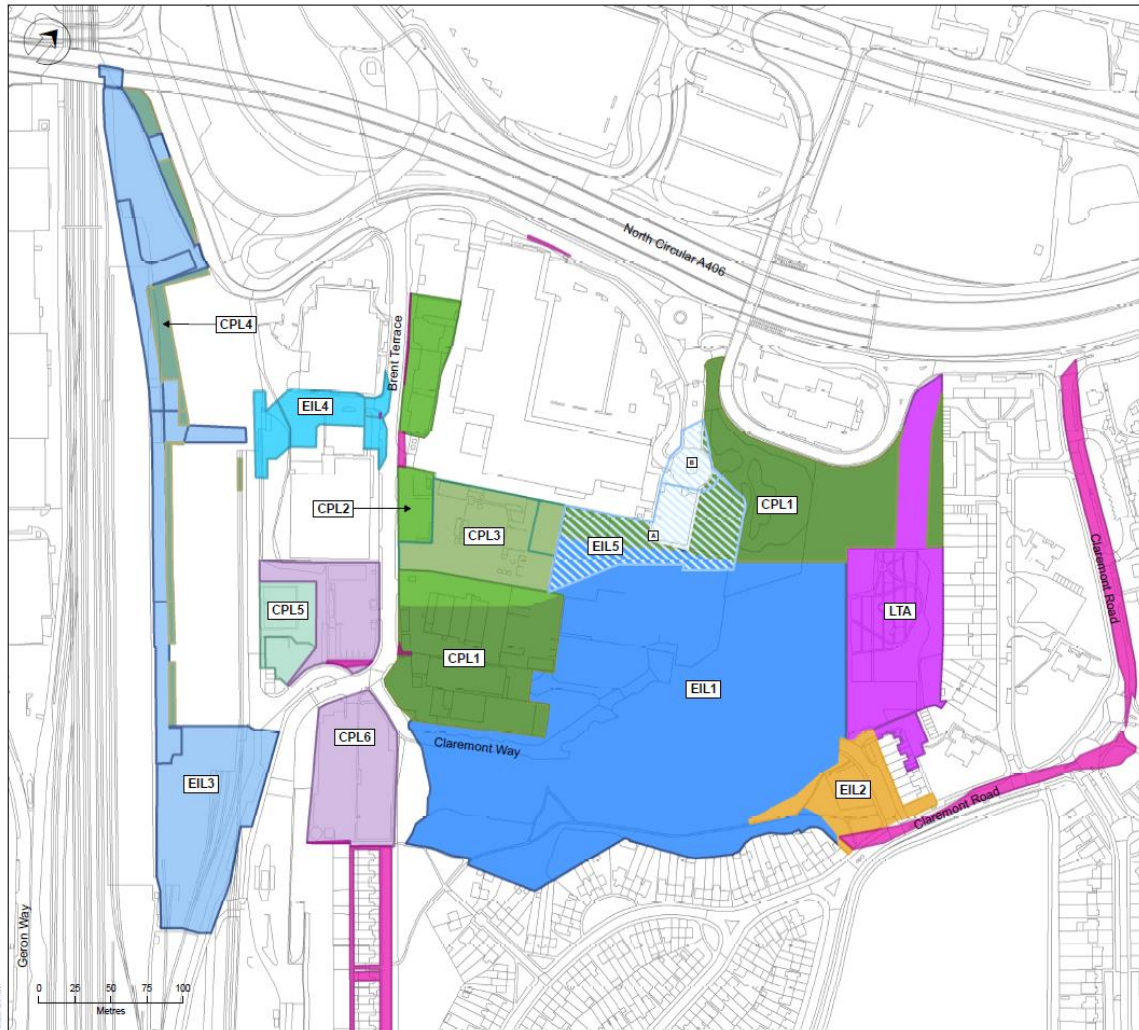 North Circular A406
Brent Terrace
CPL4
EIL4
B
CPL2
CPL3
CPL1
A
EIL5
Claremont Road
CPL5
LTA
CPL1
EIL1
Claremont Way
CPL6
EIL3
EIL2
Claremont Road
Geron Way
0 25 50 75 100
Metres